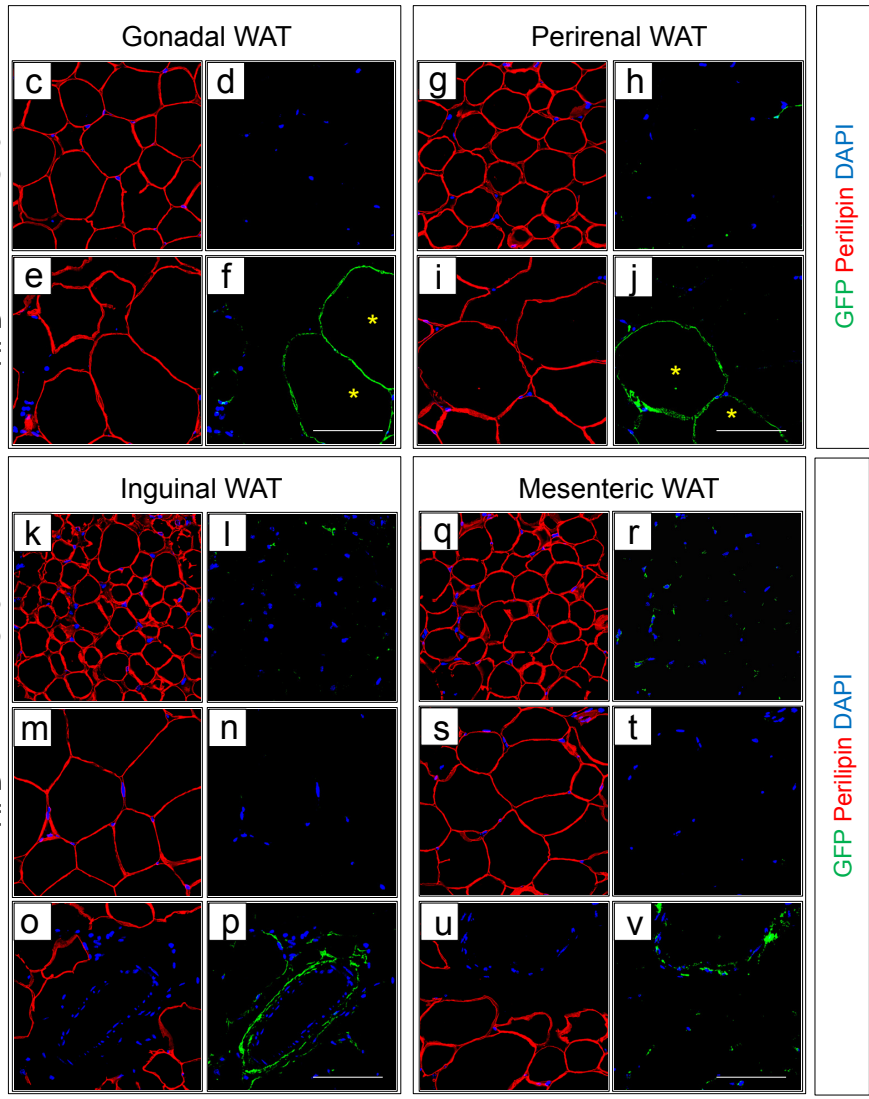 Gonadal WAT
Perirenal WAT
c
d
g
h
e
f
*
*
i
j
*
*
GFP Perilipin DAPI
Inguinal WAT
Mesenteric WAT
k
l
q
r
m
n
s
t
o
p
u
v
GFP Perilipin DAPI